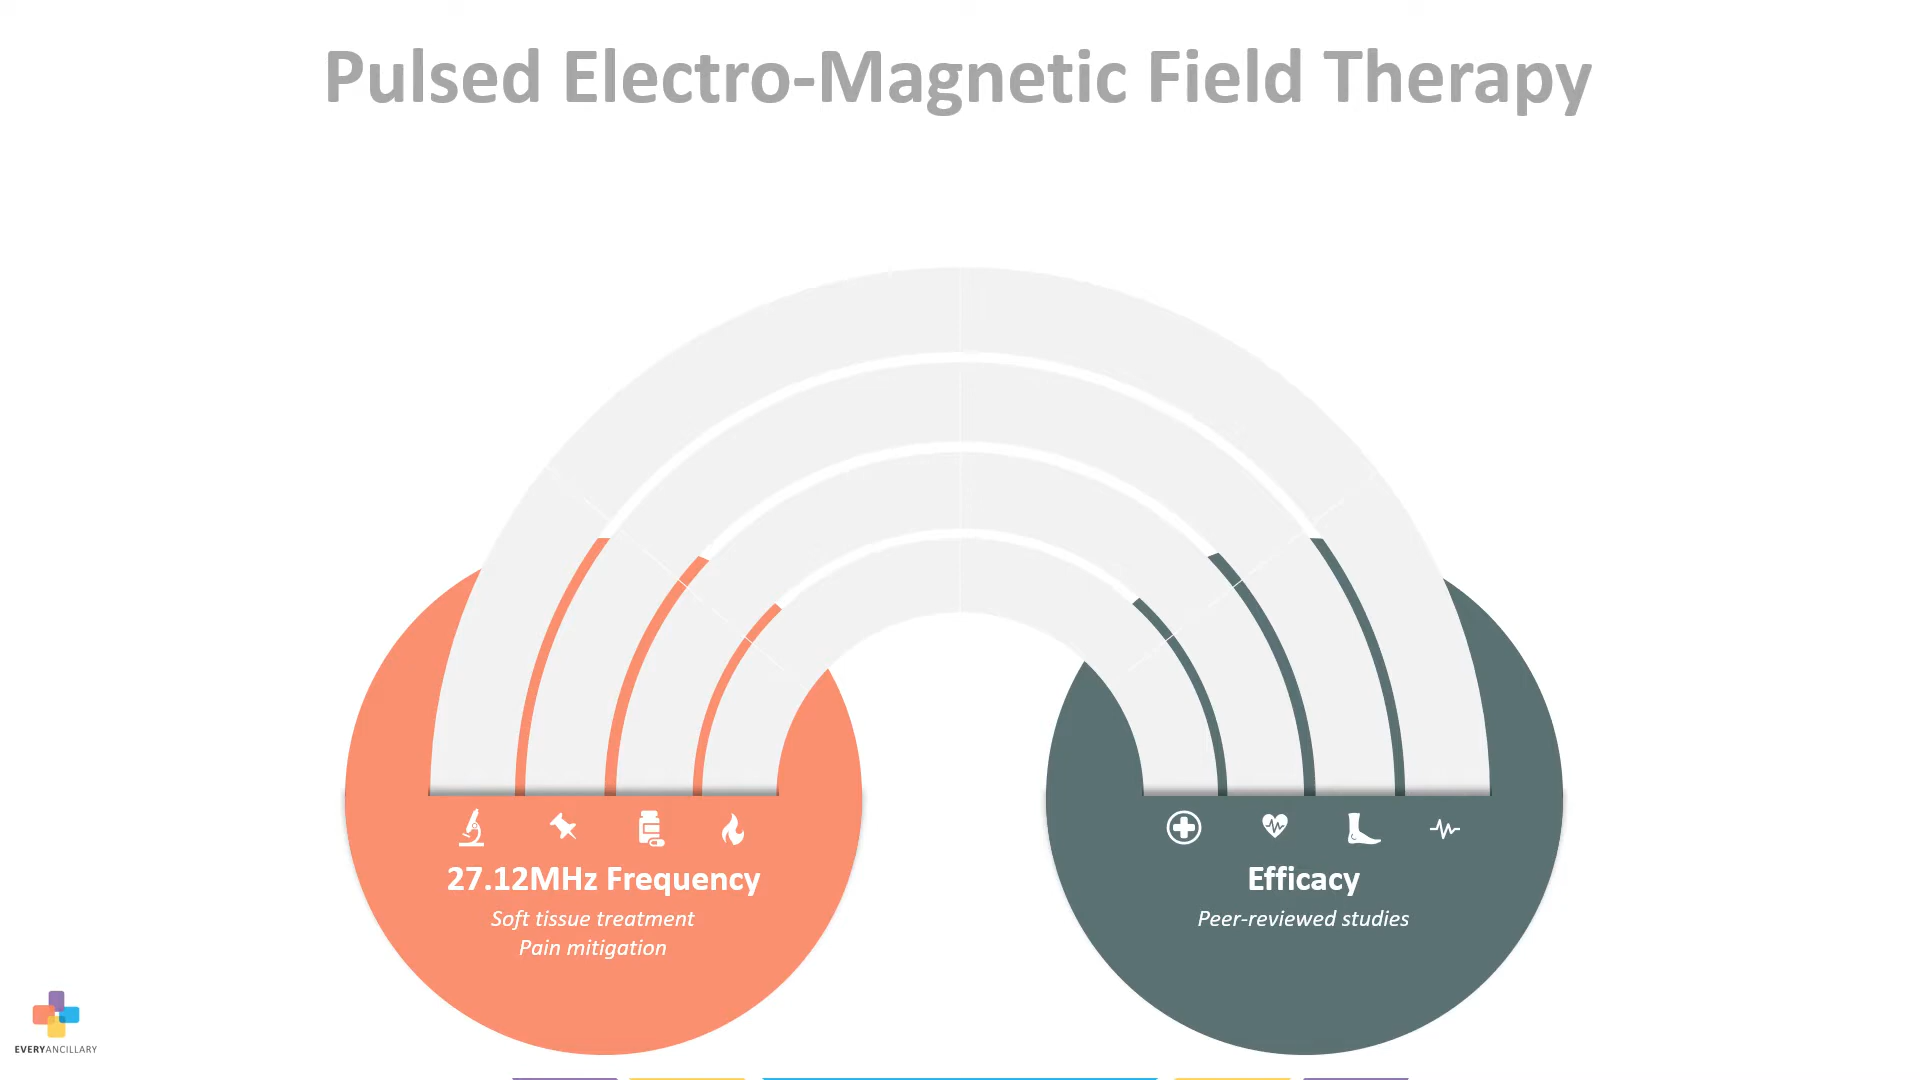 Pulsed Electro-Magnetic Field Therapy
27.12MHz Frequency
Soft tissue treatment
Pain mitigation
Efficacy
Peer-reviewed studies
EVERYANCILLARY